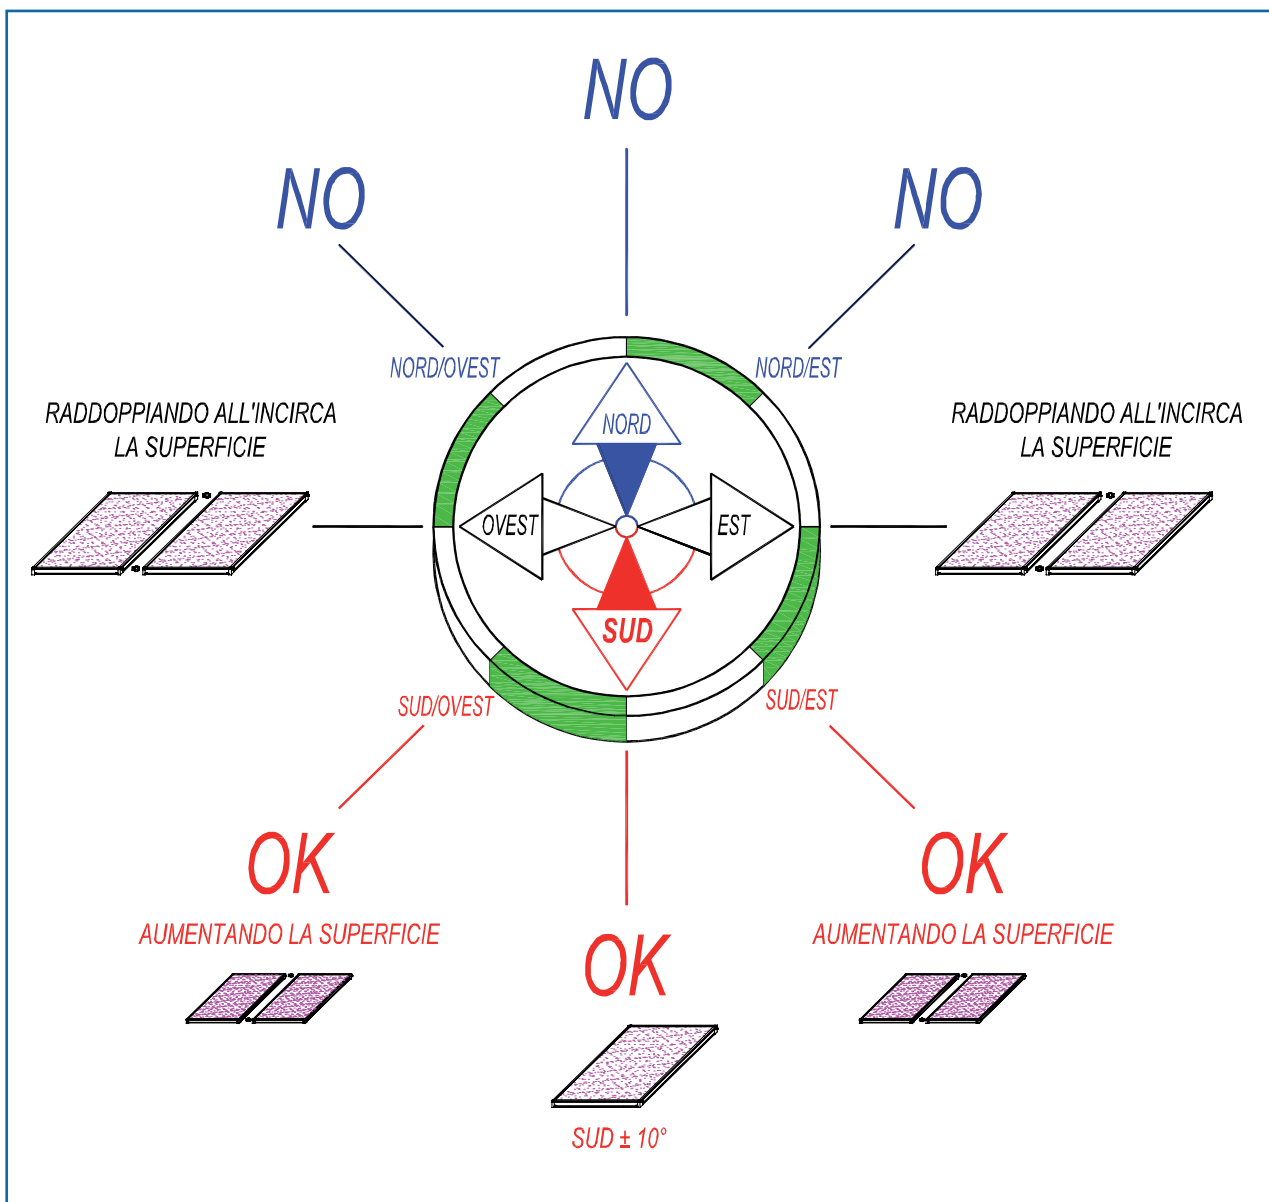 NO
NO
NO
NORD/OVEST
NORD/EST
RADDOPPIANDO ALL'INCIRCA
LA SUPERFICIE
NORD
RADDOPPIANDO ALL'INCIRCA
LA SUPERFICIE
OVEST
EST
SUD
SUD/OVEST
SUD/EST
OK
AUMENTANDO LA SUPERFICIE
OK
AUMENTANDO LA SUPERFICIE
OK
SUD ± 10°